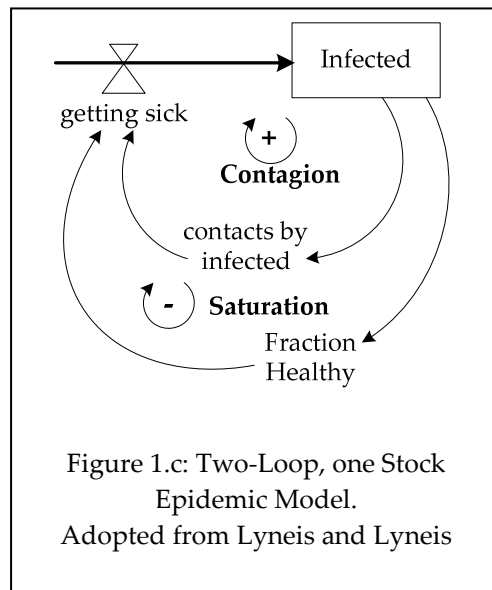 Infected
getting sick
+
Contagion
contacts by
infected
-
Saturation
Fraction
Healthy
Figure 1.c: Two-Loop, one Stock
Epidemic Model.
Adopted from Lyneis and Lyneis